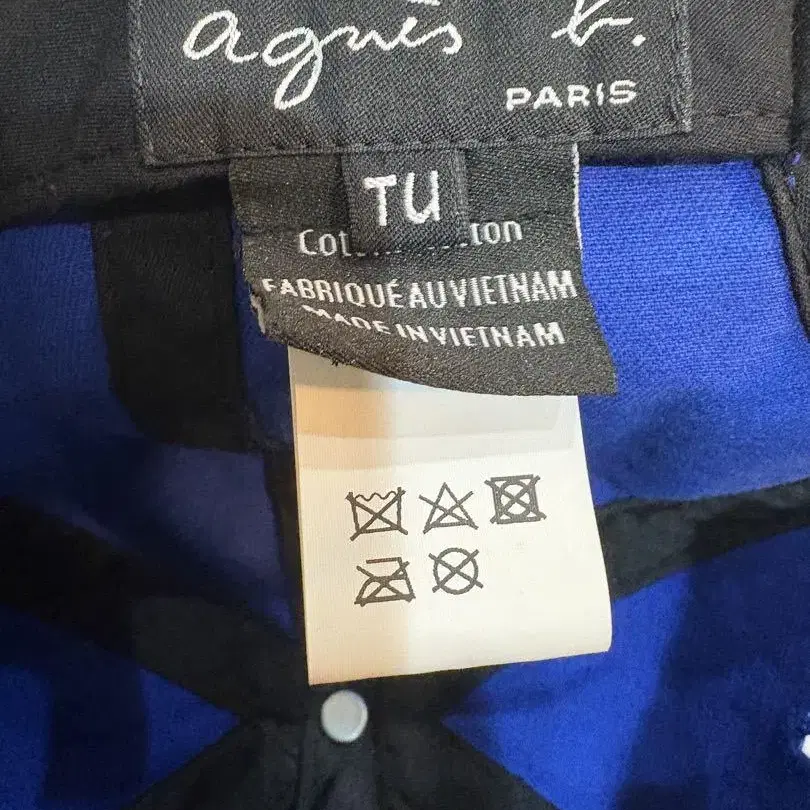 agnès b.
PARIS
TU
FABRIQUÉ AU VIETNAM
MADE IN VIETNAM